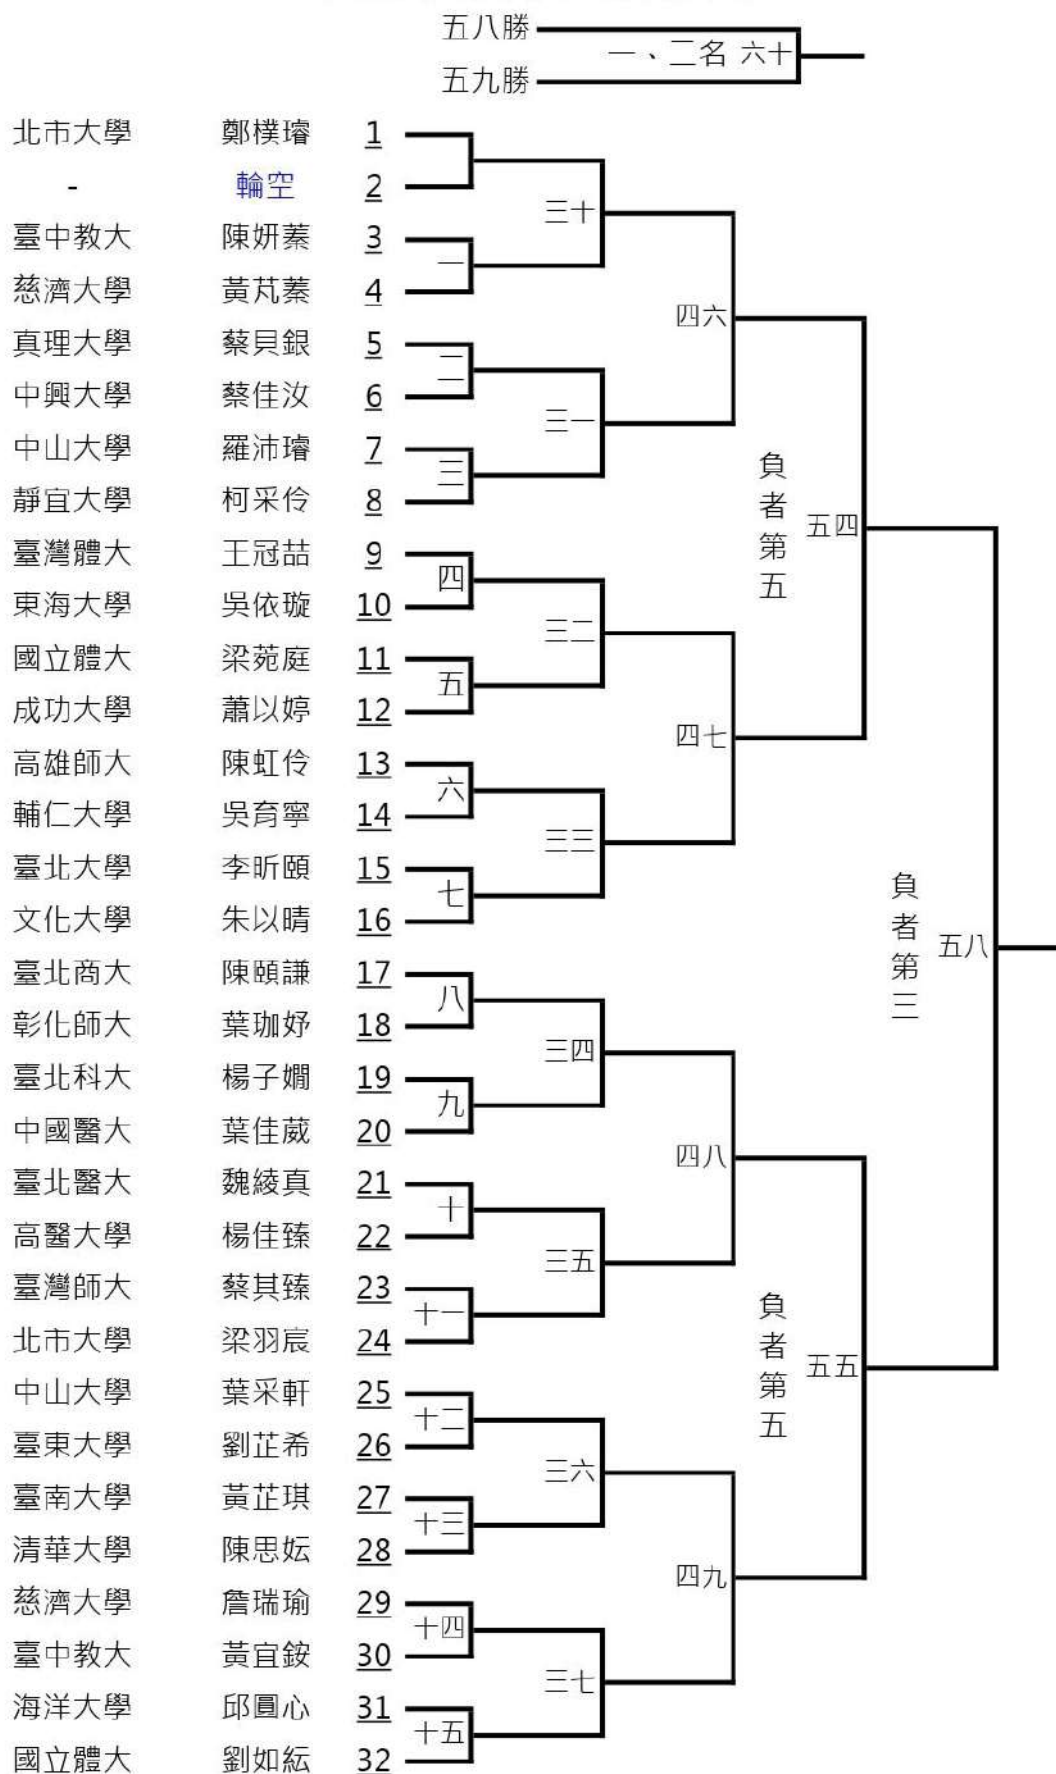 五八勝
一、二名 六十
五九勝
北市大學 鄭樸璿 1
- 輪空 2
三十
臺中教大 陳妍蓁 3
一
慈濟大學 黃芃蓁 4
四六
真理大學 蔡貝銀 5
二
中興大學 蔡佳汝 6
三一
中山大學 羅沛璿 7
三
靜宜大學 柯采伶 8
負者第五 五四
臺灣體大 王冠喆 9
四
東海大學 吳依璇 10
三二
國立體大 梁菀庭 11
五
成功大學 蕭以婷 12
四七
高雄師大 陳虹伶 13
六
輔仁大學 吳育寧 14
三三
臺北大學 李昕頤 15
七
文化大學 朱以晴 16
負者第三 五八
臺北商大 陳頤謙 17
八
彰化師大 葉珈妤 18
三四
臺北科大 楊子嫺 19
九
中國醫大 葉佳葳 20
四八
臺北醫大 魏綾真 21
十
高醫大學 楊佳臻 22
三五
臺灣師大 蔡其臻 23
十一
北市大學 梁羽宸 24
負者第五 五五
中山大學 葉采軒 25
十二
臺東大學 劉芷希 26
三六
臺南大學 黃芷琪 27
十三
清華大學 陳思妘 28
四九
慈濟大學 詹瑞瑜 29
十四
臺中教大 黃宜銨 30
三七
海洋大學 邱圓心 31
十五
國立體大 劉如紜 32